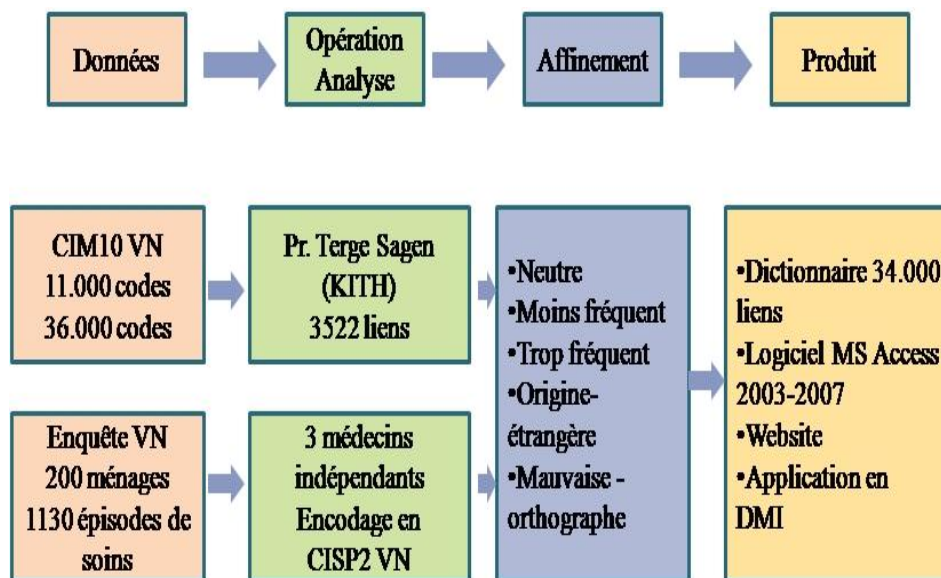 Données
Opération
Analyse
Affinement
Produit
CIM10 VN
11.000 codes
36.000 codes
Pr. Terge Sagen
(KITH)
3522 liens
Enquête VN
200 ménages
1130 épisodes de
soins
3 médecins
indépendants
Encodage en
CISP2 VN
•Neutre
•Moins fréquent
•Trop fréquent
•Origine-
étrangère
•Mauvaise -
orthographe
•Dictionnaire 34.000
liens
•Logiciel MS Access
2003-2007
•Website
•Application en
DMI